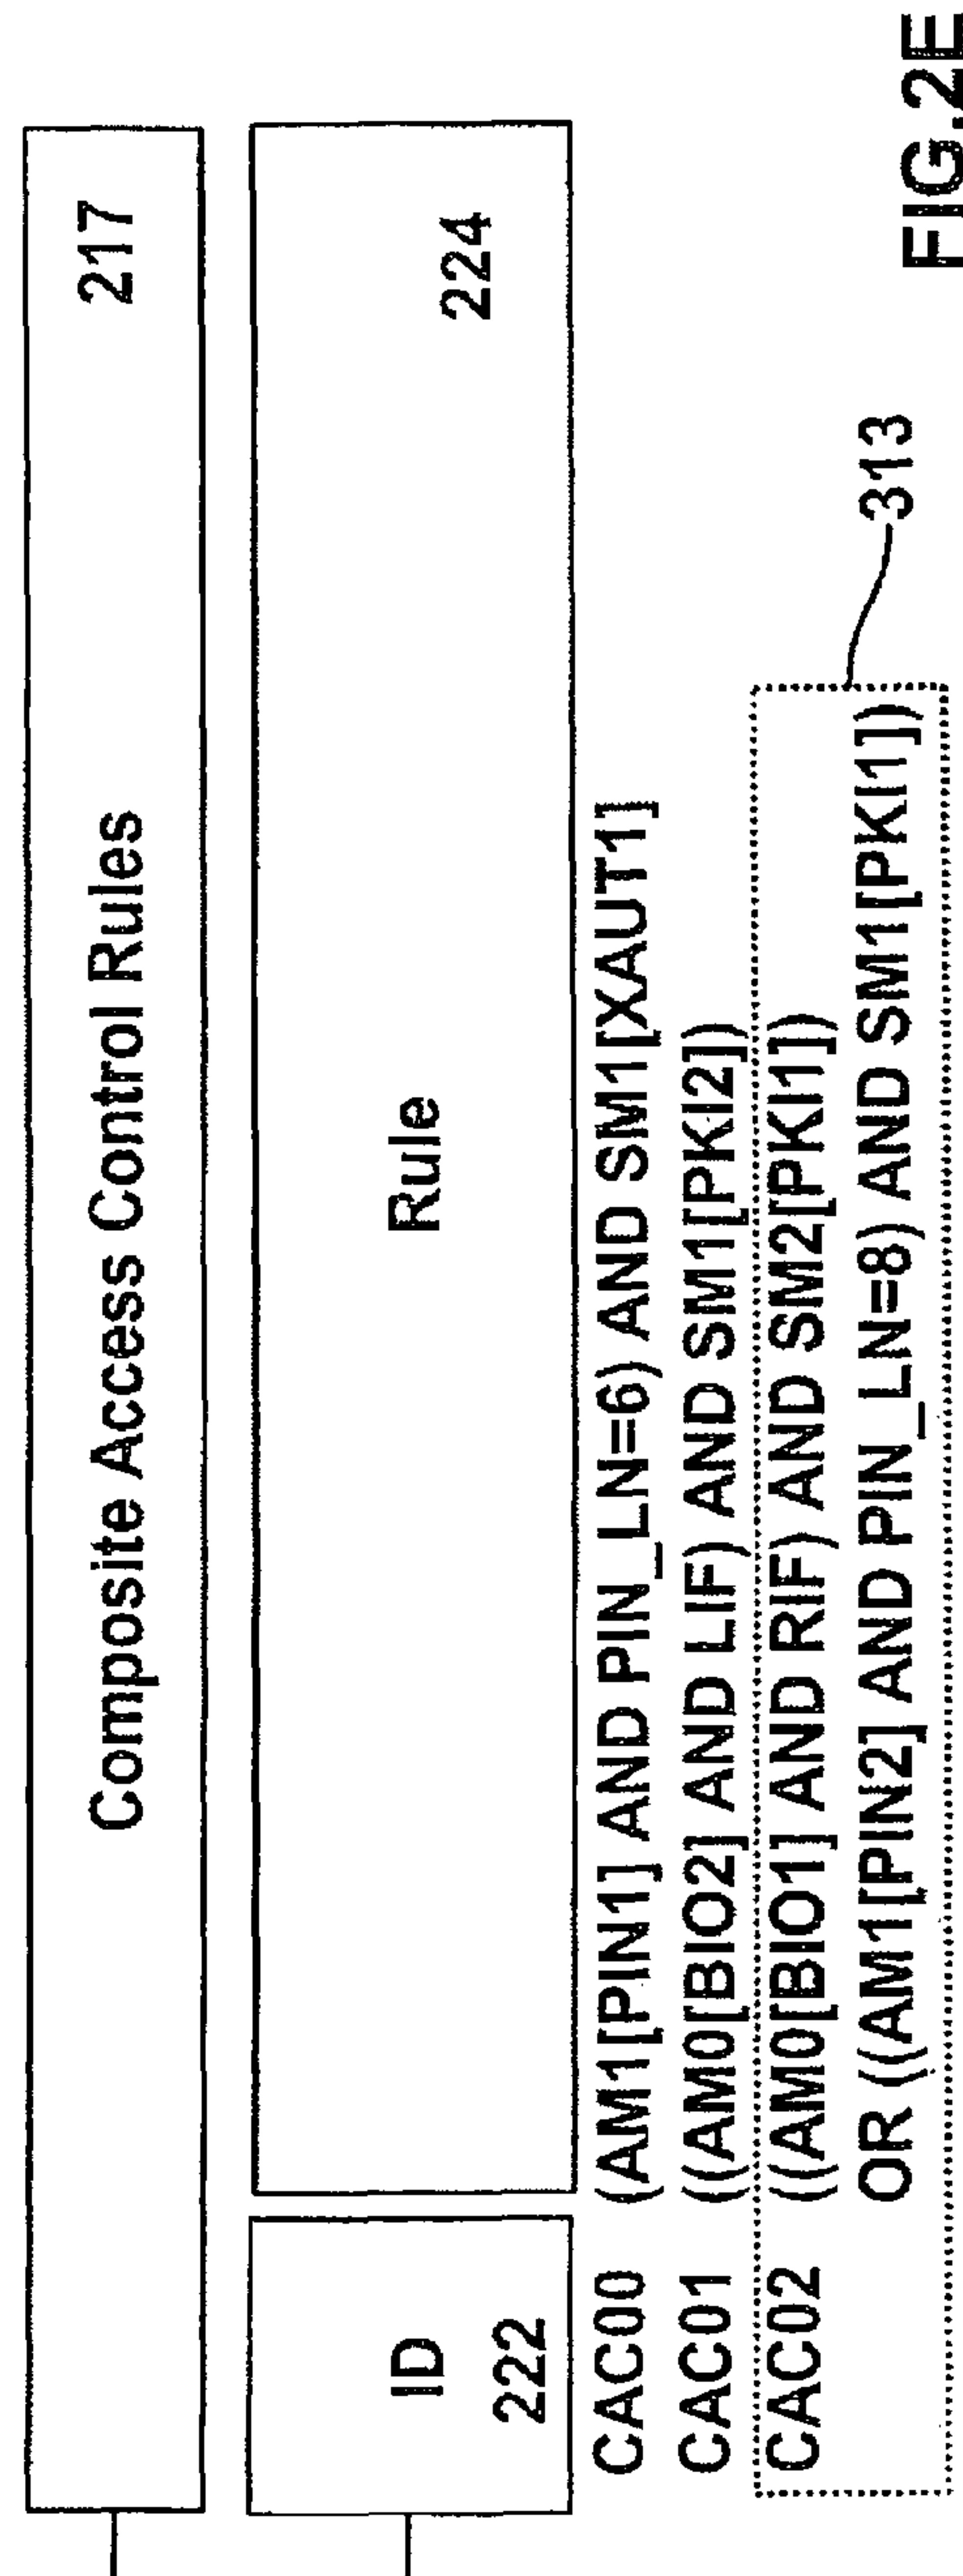 Composite Access Control Rules 217
ID 222
Rule 224
CAC00 (AM1[PIN1] AND PIN_LN=6) AND SM1[XAUT1]
CAC01 ((AM0[BIO2] AND LIF) AND SM1[PKI2])
CAC02 ((AM0[BIO1] AND RIF) AND SM2[PKI1])
OR ((AM1[PIN2] AND PIN_LN=8) AND SM1[PKI1])
313
FIG.2E